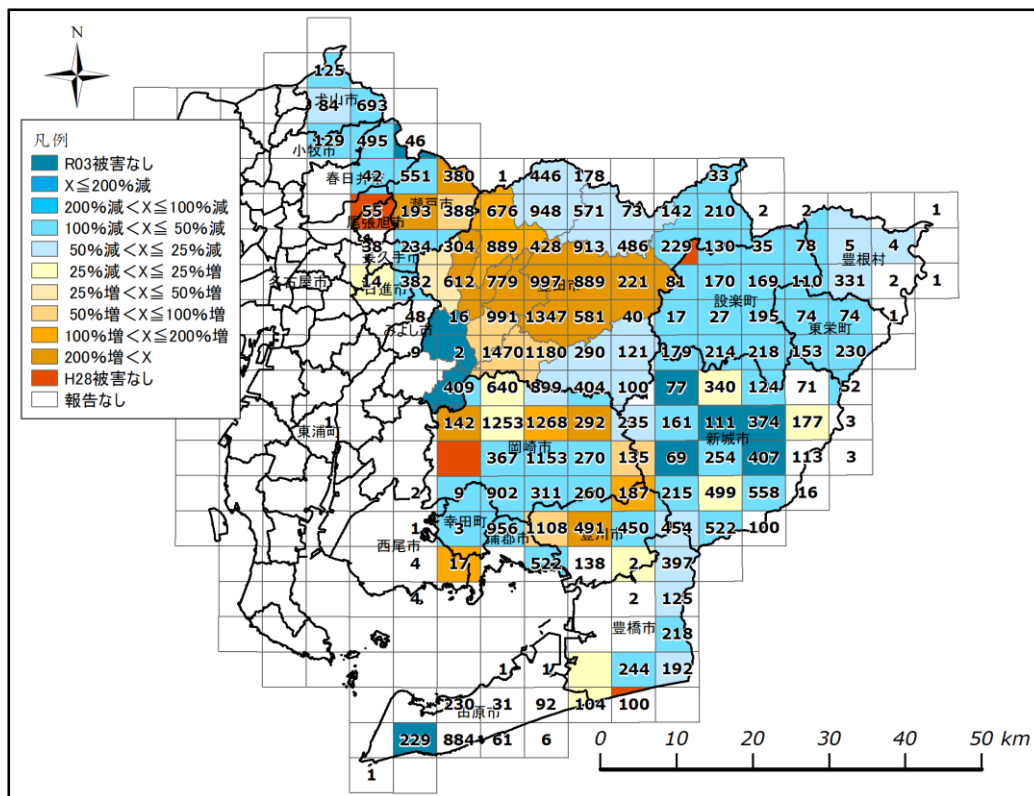 N
凡例
R03被害なし
X≦200%減
200%減<X≦100%減
100%減<X≦50%減
50%減<X≦25%減
25%減<X≦25%増
25%増<X≦50%増
50%増<X≦100%増
100%増<X≦200%増
200%増<X
H28被害なし
報告なし
125
犬山市
84 693
129 495 46
小牧市
春日井市
42 551 380 1 446 178 33
瀬戸市
55 193 388 676 948 571 73 142 210 2 2 1
尾張旭市
38 234 304 889 428 913 486 229 130 35 78 5 4
長久手市
豊根村
名古屋市
14 382 612 779 997 889 221 81 170 169 110 331 2 1
日進市
豊田市
設楽町
48 16 991 1347 581 40 17 27 195 74 74 1
みよし市
東栄町
9 2 1470 1180 290 121 179 214 218 153 230
409 640 899 404 100 77 340 124 71 52
1 142 1253 1268 292 235 161 111 374 177 3
東浦町
岡崎市
新城市
367 1153 270 135 69 254 407 113 3
2 9 902 311 260 187 215 499 558 16
幸田町
1 3 956 1108 491 450 454 522 100
西尾市
蒲郡市
豊川市
4 17 522 138 2 397
4 2 125
豊橋市
218
1 1 244 192
230 31 92 104 100
田原市
229 884 61 6
1
0 10 20 30 40 50 km